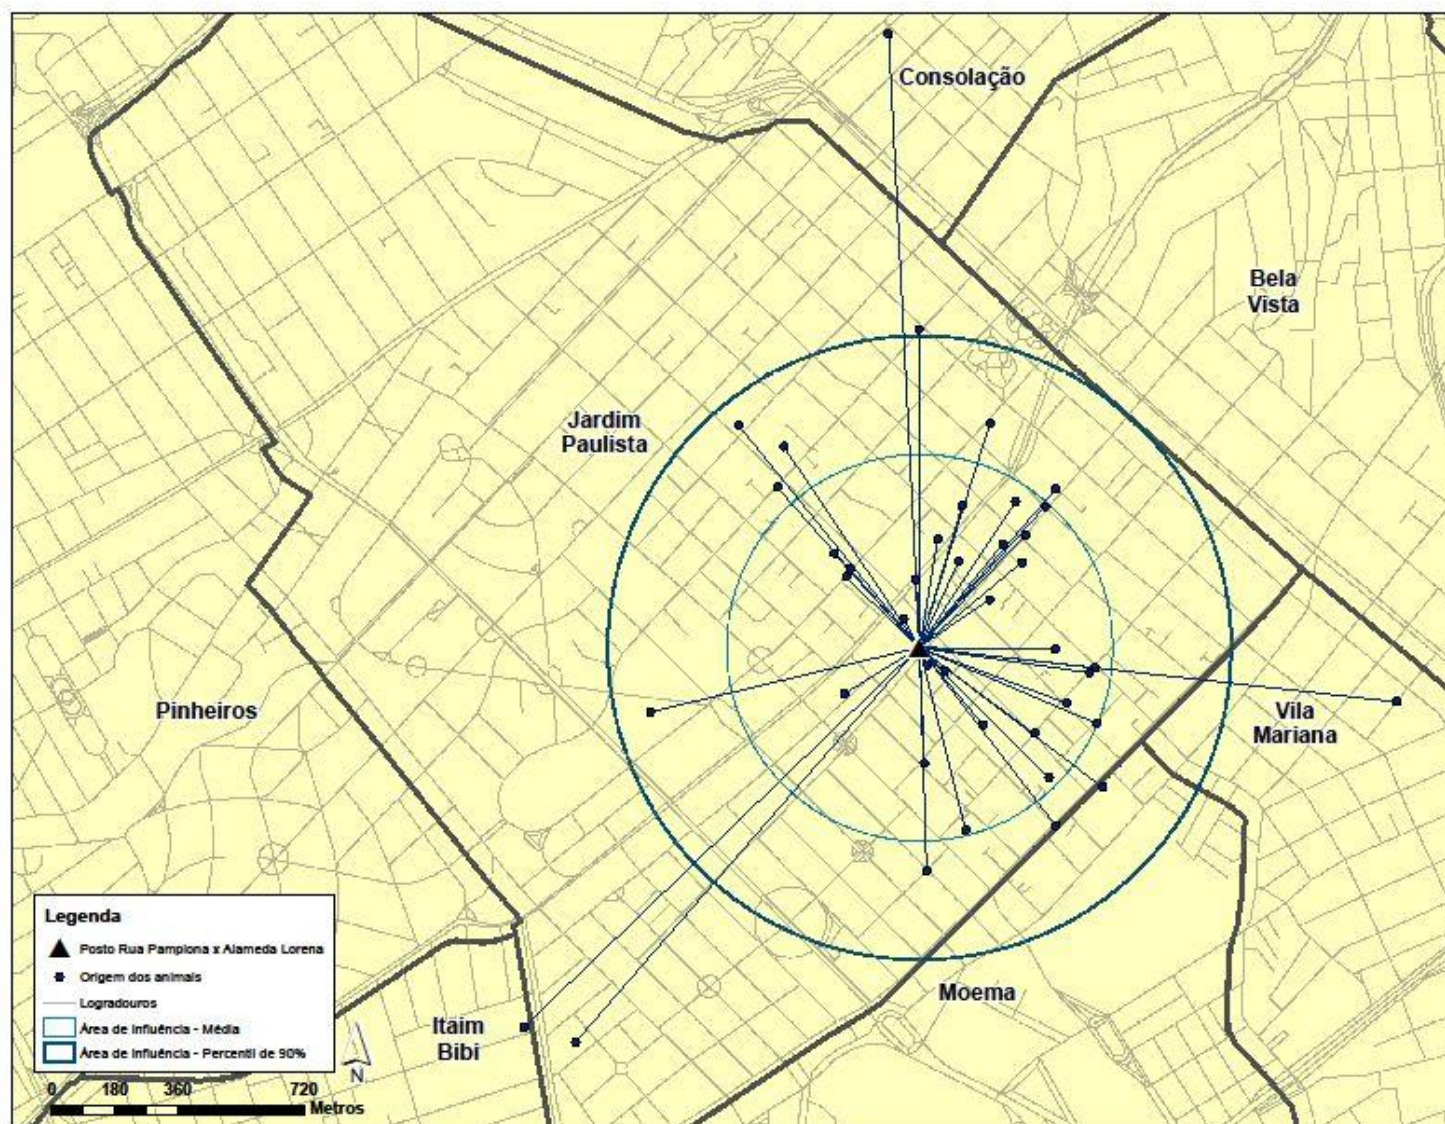 Consolação
Bela
Vista
Jardim
Paulista
Pinheiros
Vila
Mariana
Moema
Itaim
Bibi
Legenda
Posto Rua Pamplona x Alameda Lorena
Origem dos animais
Logradouros
Área de Influência - Média
Área de Influência - Percentil de 90%
N
0 180 360 720
Metros